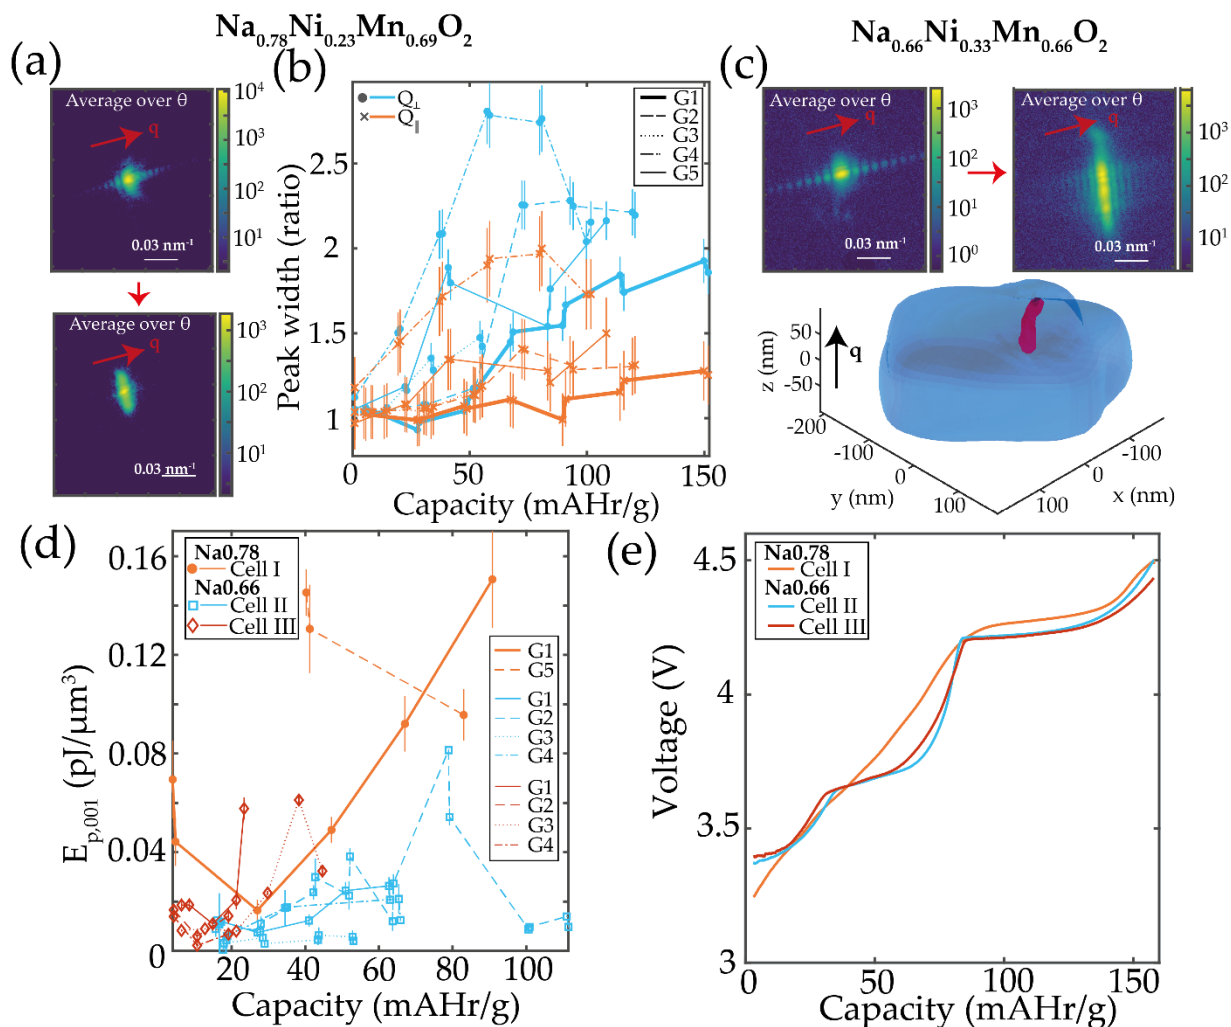 Na0.78Ni0.23Mn0.69O2
Na0.66Ni0.33Mn0.66O2
(a)
Average over θ
q
0.03 nm-1
10^4
10^3
10^2
10^1
Average over θ
q
0.03 nm-1
10^3
10^2
10^1
(b)
Q⊥
Q∥
G1
G2
G3
G4
G5
Peak width (ratio)
2.5
2
1.5
1
0
50
100
150
Capacity (mAHr/g)
(c)
Average over θ
q
0.03 nm-1
10^3
10^2
10^1
10^0
Average over θ
q
0.03 nm-1
10^3
10^2
10^1
z (nm)
50
0
-50
q
-200
-100
0
100
y (nm)
-100
0
100
x (nm)
(d)
Na0.78
Cell I
Na0.66
Cell II
Cell III
G1
G5
G1
G2
G3
G4
G1
G2
G3
G4
Ep,001 (pJ/μm³)
0.16
0.12
0.08
0.04
0
20
40
60
80
100
Capacity (mAHr/g)
(e)
Na0.78
Cell I
Na0.66
Cell II
Cell III
Voltage (V)
4.5
4
3.5
3
0
50
100
150
Capacity (mAHr/g)